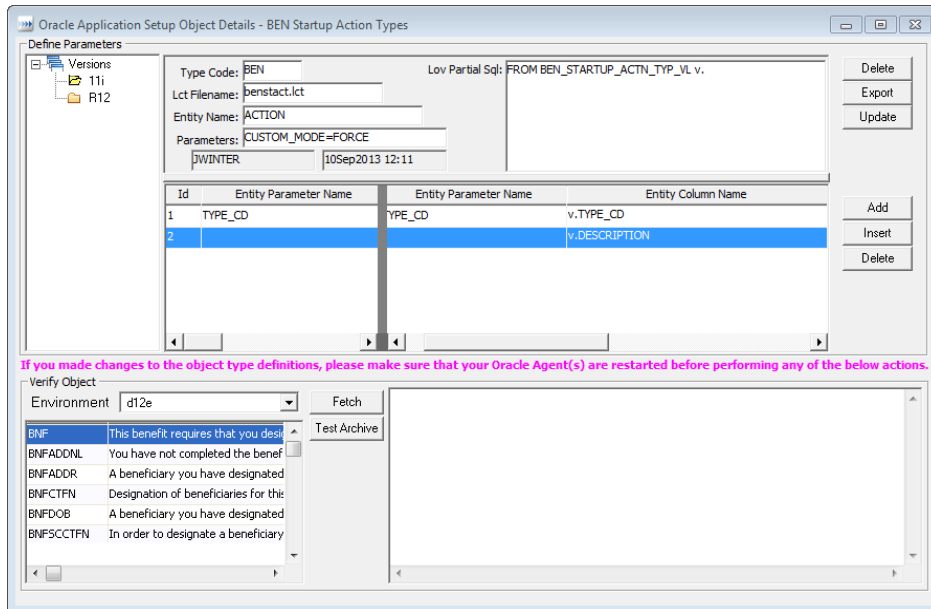 Oracle Application Setup Object Details - BEN Startup Action Types
Define Parameters
Versions
11i
R12
Type Code: BEN
Lct Filename: benstact.lct
Entity Name: ACTION
Parameters: CUSTOM_MODE=FORCE
JWINTER 10Sep2013 12:11
Lov Partial Sql: FROM BEN_STARTUP_ACTN_TYP_VL v.
Delete
Export
Update
Id Entity Parameter Name Entity Parameter Name Entity Column Name
1 TYPE_CD TYPE_CD v.TYPE_CD
2 v.DESCRIPTION
Add
Insert
Delete
If you made changes to the object type definitions, please make sure that your Oracle Agent(s) are restarted before performing any of the below actions.
Verify Object
Environment d12e Fetch
Test Archive
BNF This benefit requires that you desig
BNFADDNL You have not completed the benef
BNFADDR A beneficiary you have designated
BNFCTFN Designation of beneficiaries for this
BNFDOB A beneficiary you have designated
BNFSCCTFN In order to designate a beneficiary